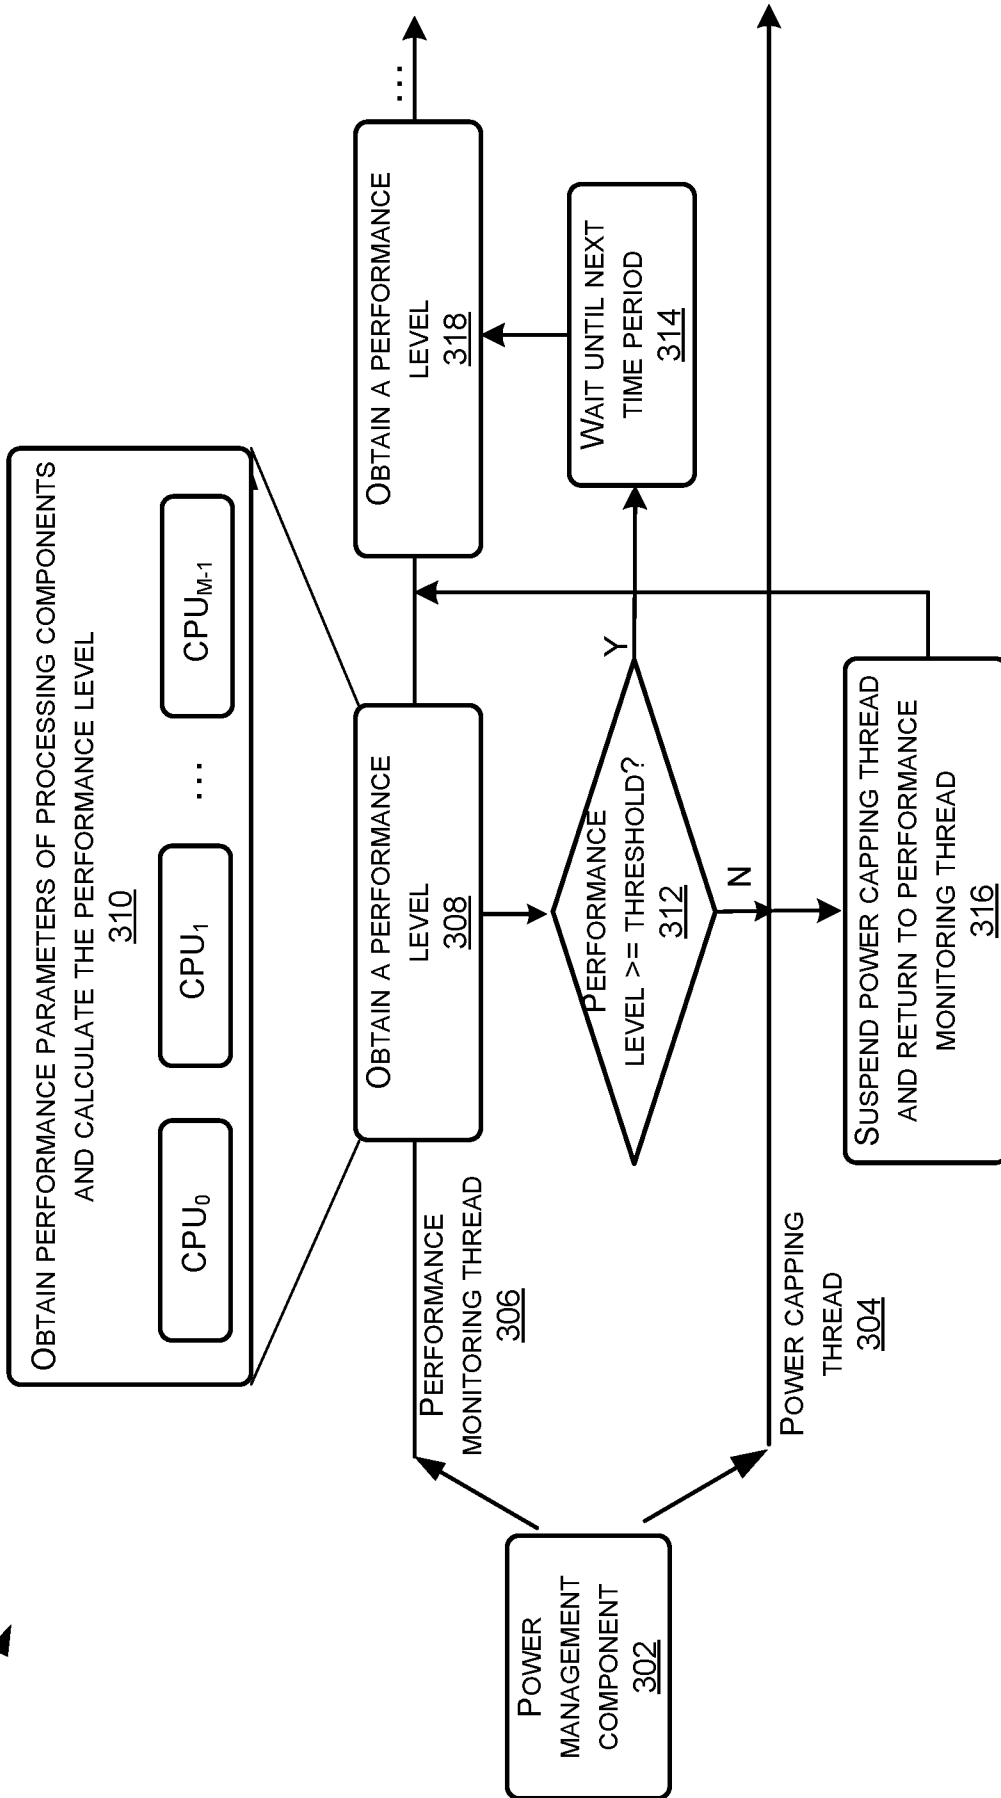 OBTAIN PERFORMANCE PARAMETERS OF PROCESSING COMPONENTS
AND CALCULATE THE PERFORMANCE LEVEL
310
CPU0
CPU1
...
CPUM-1
PERFORMANCE
MONITORING THREAD
306
OBTAIN A PERFORMANCE
LEVEL
308
OBTAIN A PERFORMANCE
LEVEL
318
...
POWER
MANAGEMENT
COMPONENT
302
PERFORMANCE
LEVEL >= THRESHOLD?
312
Y
N
WAIT UNTIL NEXT
TIME PERIOD
314
POWER CAPPING
THREAD
304
SUSPEND POWER CAPPING THREAD
AND RETURN TO PERFORMANCE
MONITORING THREAD
316